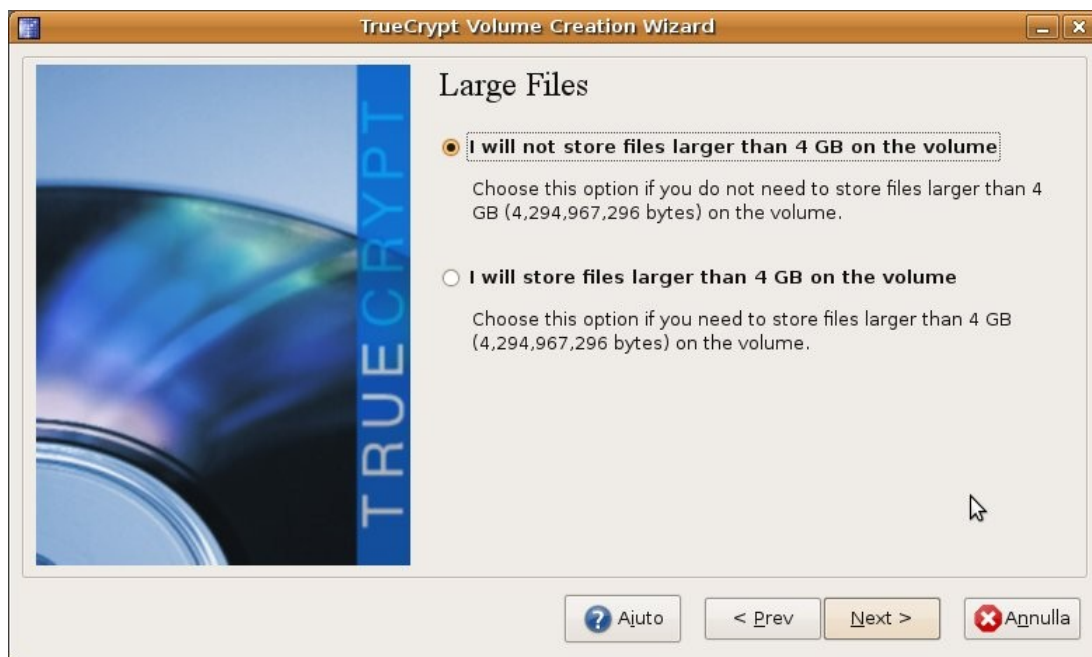 TrueCrypt Volume Creation Wizard
TRUECRYPT
Large Files
I will not store files larger than 4 GB on the volume
Choose this option if you do not need to store files larger than 4
GB (4,294,967,296 bytes) on the volume.
I will store files larger than 4 GB on the volume
Choose this option if you need to store files larger than 4 GB
(4,294,967,296 bytes) on the volume.
Aiuto
< Prev
Next >
Annulla